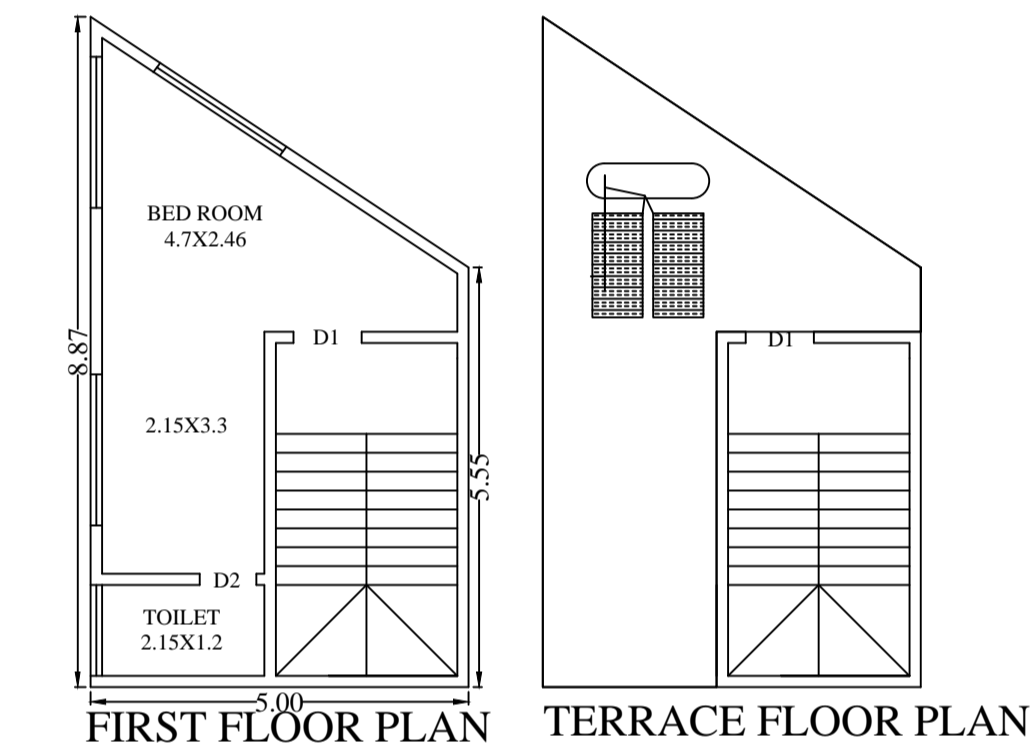 BED ROOM
4.7X2.46
D1
D1
8.87
2.15X3.3
5.55
D2
TOILET
2.15X1.2
5.00
FIRST FLOOR PLAN
TERRACE FLOOR PLAN